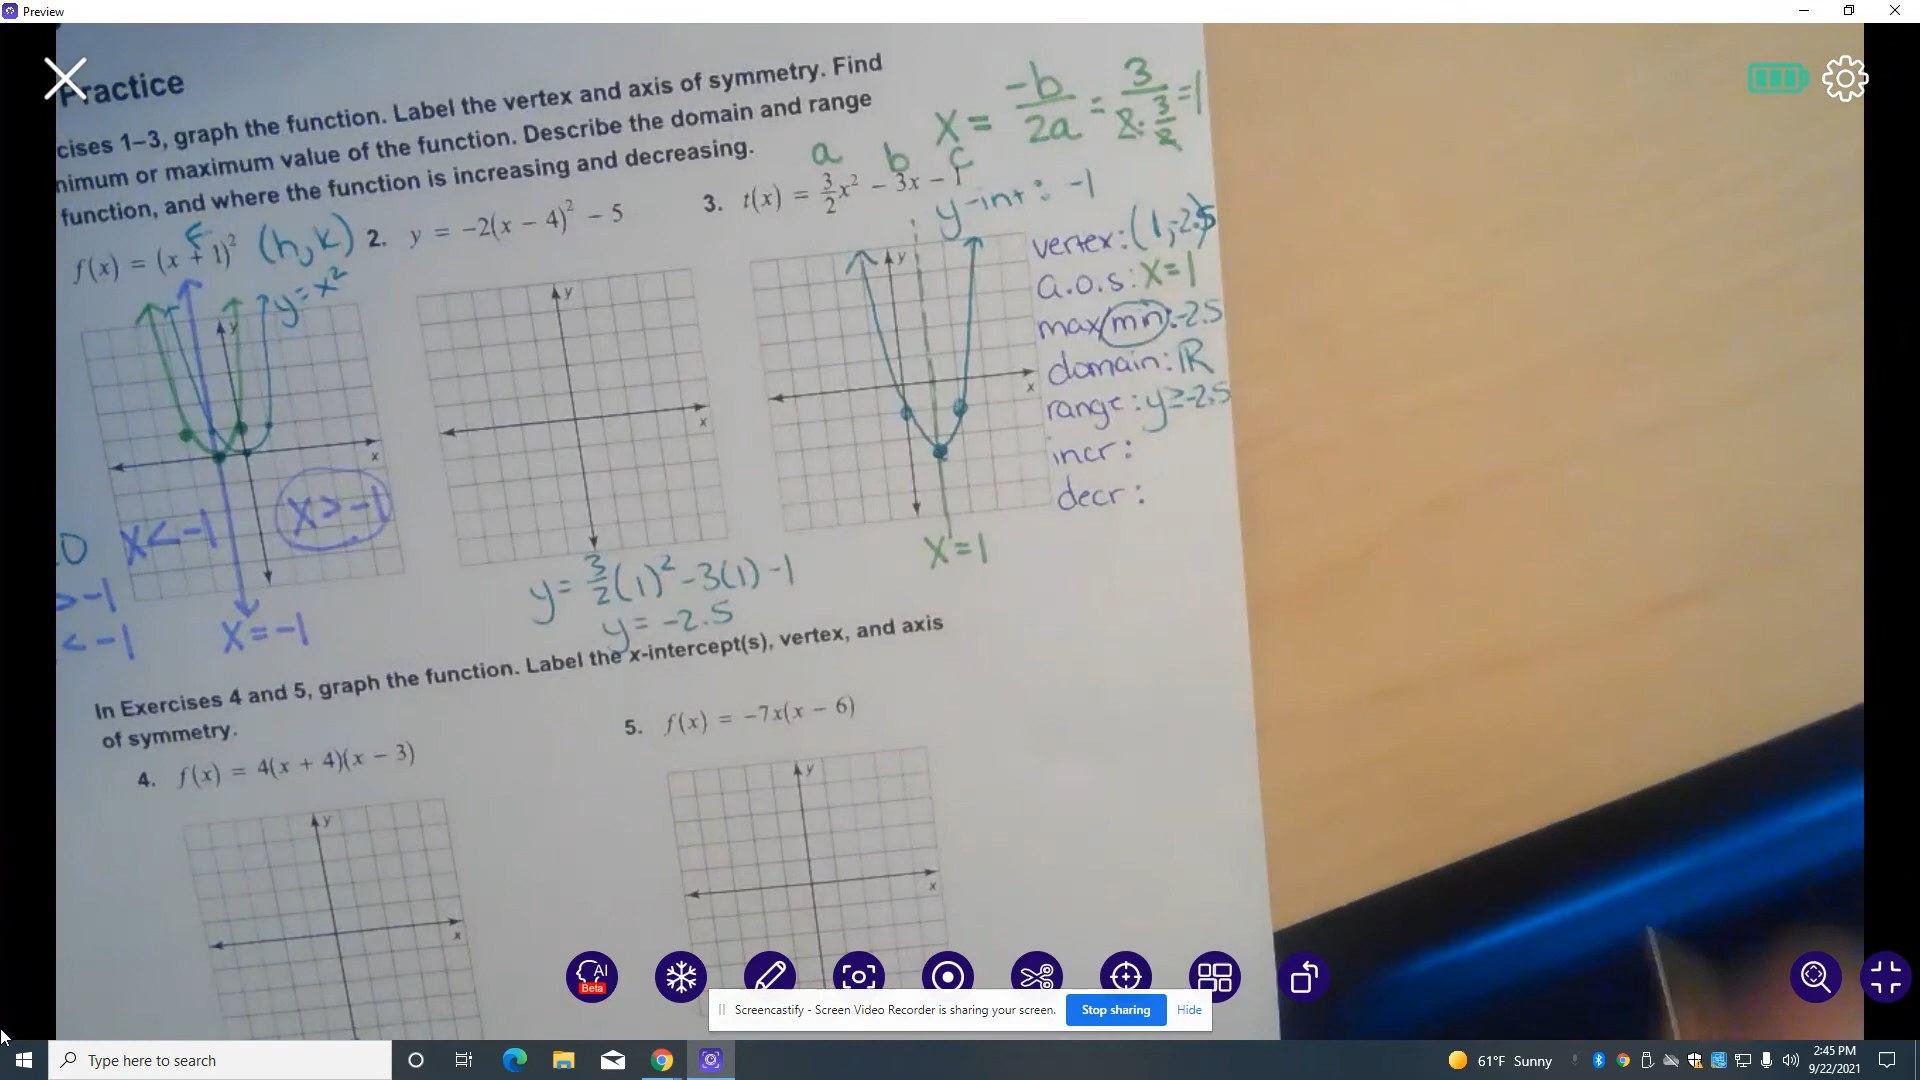 Preview
Practice
cises 1–3, graph the function. Label the vertex and axis of symmetry. Find
nimum or maximum value of the function. Describe the domain and range
function, and where the function is increasing and decreasing.
x = -b/2a = 3/2·3/2 = 1
a b c
f(x) = (x + 1)²
(h,k)
y=x²
2. y = −2(x − 4)² − 5
3. t(x) = 3/2x² − 3x − 1
y-int: -1
vertex: (1,-2.5)
a.o.s: x=1
max/min: -2.5
domain: ℝ
range: y≥-2.5
incr:
decr:
y
x
y
x
y
x
x<-1
x>-1
>-1
<-1
x=-1
x=1
y= 3/2(1)²-3(1)-1
y= -2.5
In Exercises 4 and 5, graph the function. Label the x-intercept(s), vertex, and axis
of symmetry.
4. f(x) = 4(x + 4)(x − 3)
5. f(x) = −7x(x − 6)
y
x
y
x
AI
Beta
Screencastify - Screen Video Recorder is sharing your screen.
Stop sharing
Hide
Type here to search
61°F Sunny
2:45 PM
9/22/2021